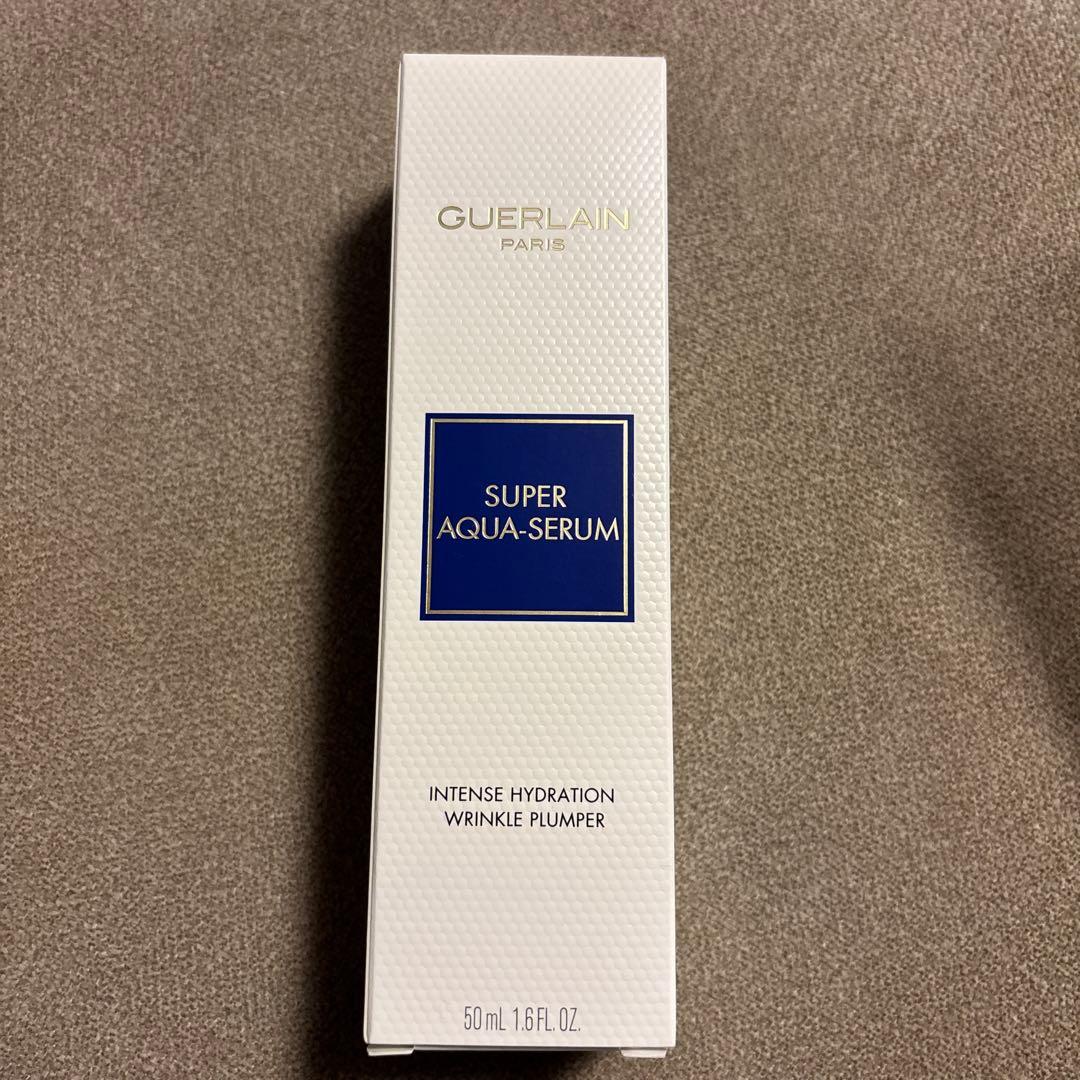 GUERLAIN
PARIS
SUPER
AQUA-SERUM
INTENSE HYDRATION
WRINKLE PLUMPER
50 mL 1.6 FL. OZ.